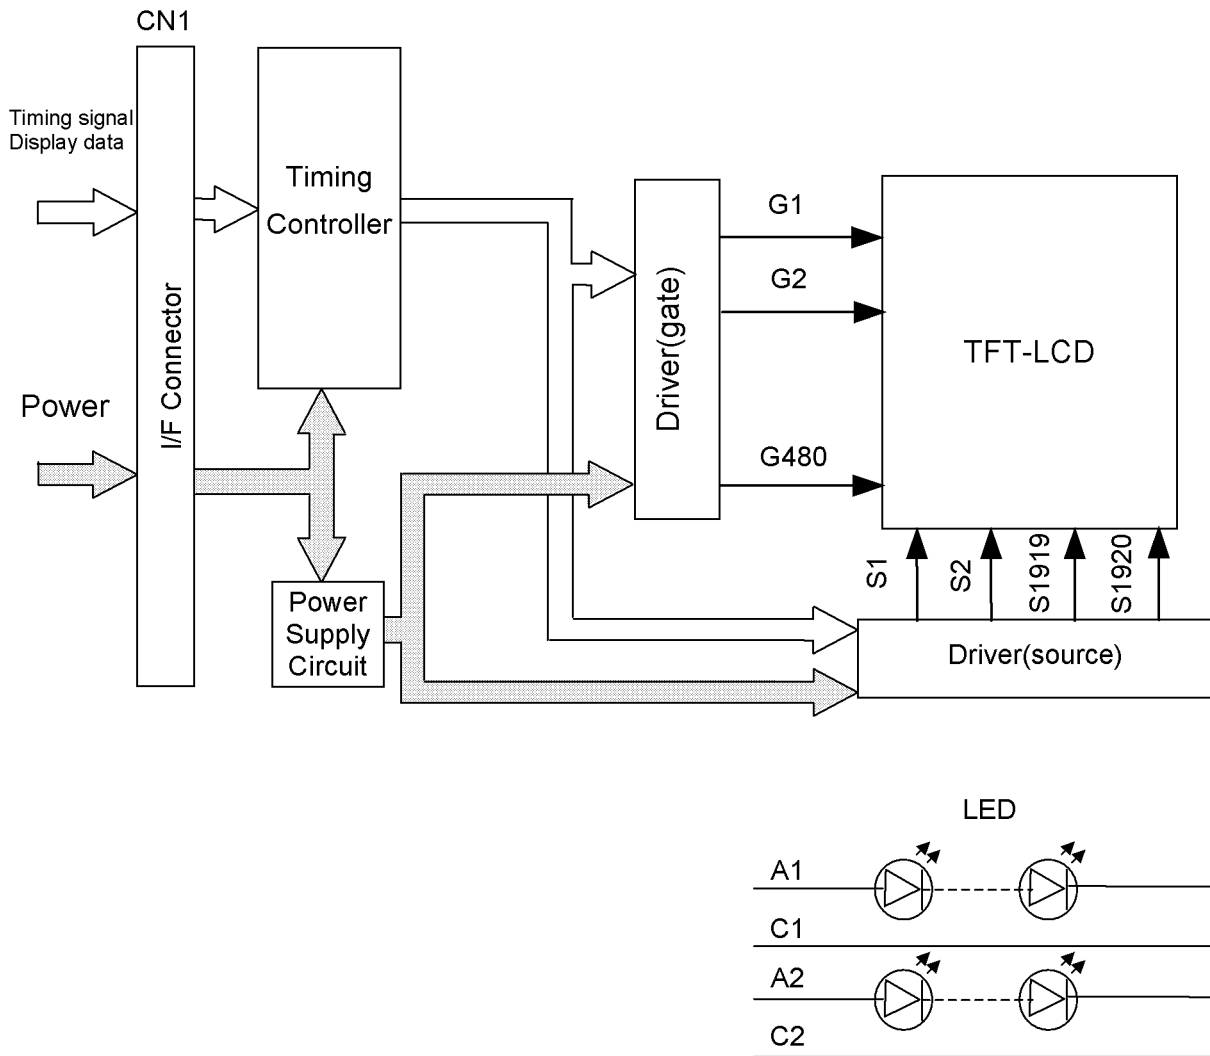 CN1
Timing signal
Display data
Timing
Controller
I/F Connector
Power
Driver(gate)
G1
G2
G480
TFT-LCD
S1
S2
S1919
S1920
Power
Supply
Circuit
Driver(source)
LED
A1
C1
A2
C2